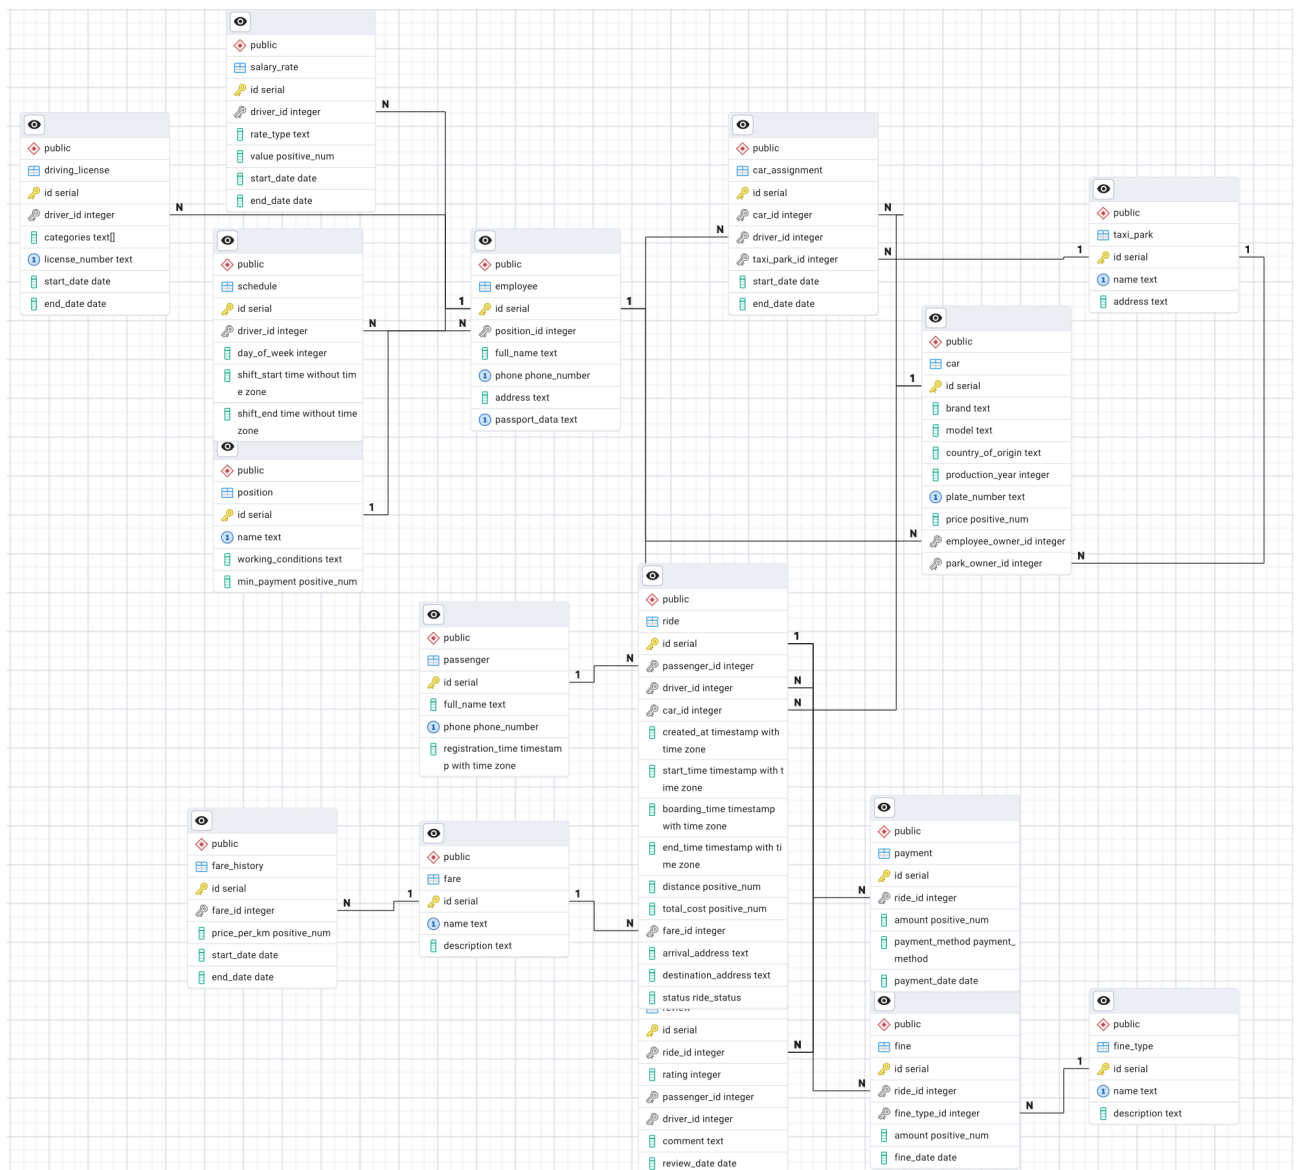 public
salary_rate
id serial
driver_id integer
rate_type text
value positive_num
start_date date
end_date date
N
public
driving_license
id serial
driver_id integer
categories text[]
license_number text
start_date date
end_date date
N
public
schedule
id serial
driver_id integer
day_of_week integer
shift_start time without tim
e zone
shift_end time without time
zone
N
public
position
id serial
name text
working_conditions text
min_payment positive_num
1
public
employee
id serial
position_id integer
full_name text
phone phone_number
address text
passport_data text
1
N
1
public
car_assignment
id serial
car_id integer
driver_id integer
taxi_park_id integer
start_date date
end_date date
N
N
N
public
taxi_park
id serial
name text
address text
1
1
public
car
id serial
brand text
model text
country_of_origin text
production_year integer
plate_number text
price positive_num
employee_owner_id integer
park_owner_id integer
1
N
N
public
passenger
id serial
full_name text
phone phone_number
registration_time timestam
p with time zone
1
public
ride
id serial
passenger_id integer
driver_id integer
car_id integer
created_at timestamp with
time zone
start_time timestamp with t
ime zone
boarding_time timestamp
with time zone
end_time timestamp with ti
me zone
distance positive_num
total_cost positive_num
fare_id integer
arrival_address text
destination_address text
status ride_status
N
1
N
N
N
review
id serial
ride_id integer
rating integer
passenger_id integer
driver_id integer
comment text
review_date date
N
public
fare_history
id serial
fare_id integer
price_per_km positive_num
start_date date
end_date date
N
public
fare
id serial
name text
description text
1
1
public
payment
id serial
ride_id integer
amount positive_num
payment_method payment_
method
payment_date date
N
public
fine
id serial
ride_id integer
fine_type_id integer
amount positive_num
fine_date date
N
N
public
fine_type
id serial
name text
description text
1